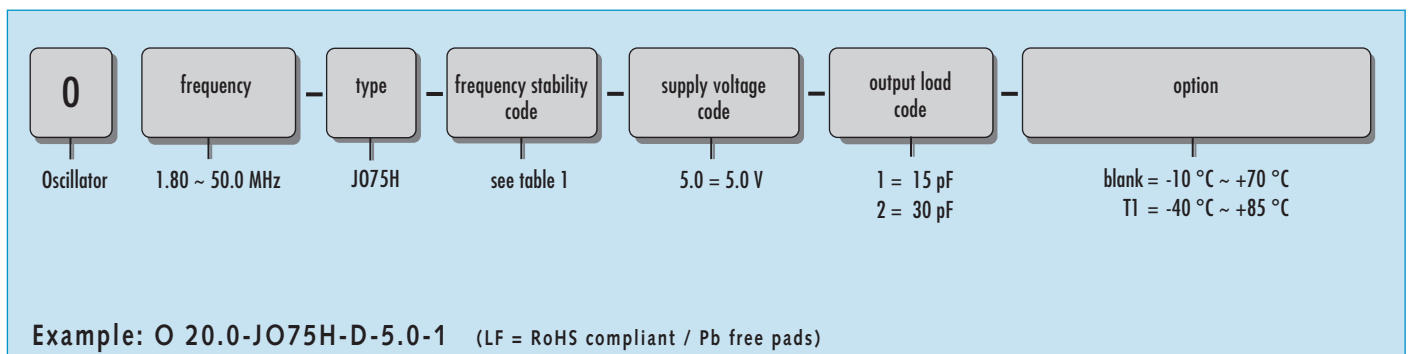 O
frequency
–
type
–
frequency stability
code
–
supply voltage
code
–
output load
code
–
option
Oscillator
1.80 ~ 50.0 MHz
JO75H
see table 1
5.0 = 5.0 V
1 = 15 pF
2 = 30 pF
blank = -10 °C ~ +70 °C
T1 = -40 °C ~ +85 °C
Example: O 20.0-JO75H-D-5.0-1 (LF = RoHS compliant / Pb free pads)